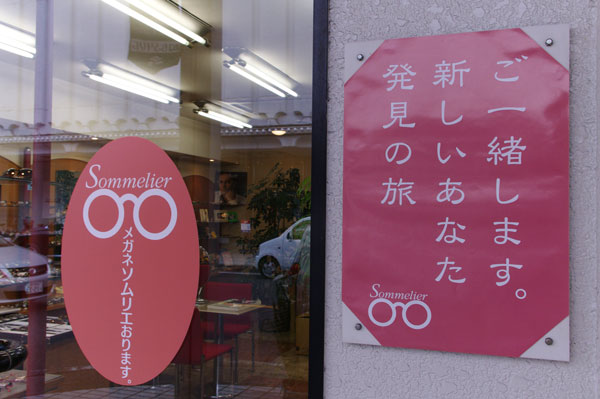 Sommelier
メガネソムリエおります。
ご一緒します。
新しいあなた
発見の旅
Sommelier